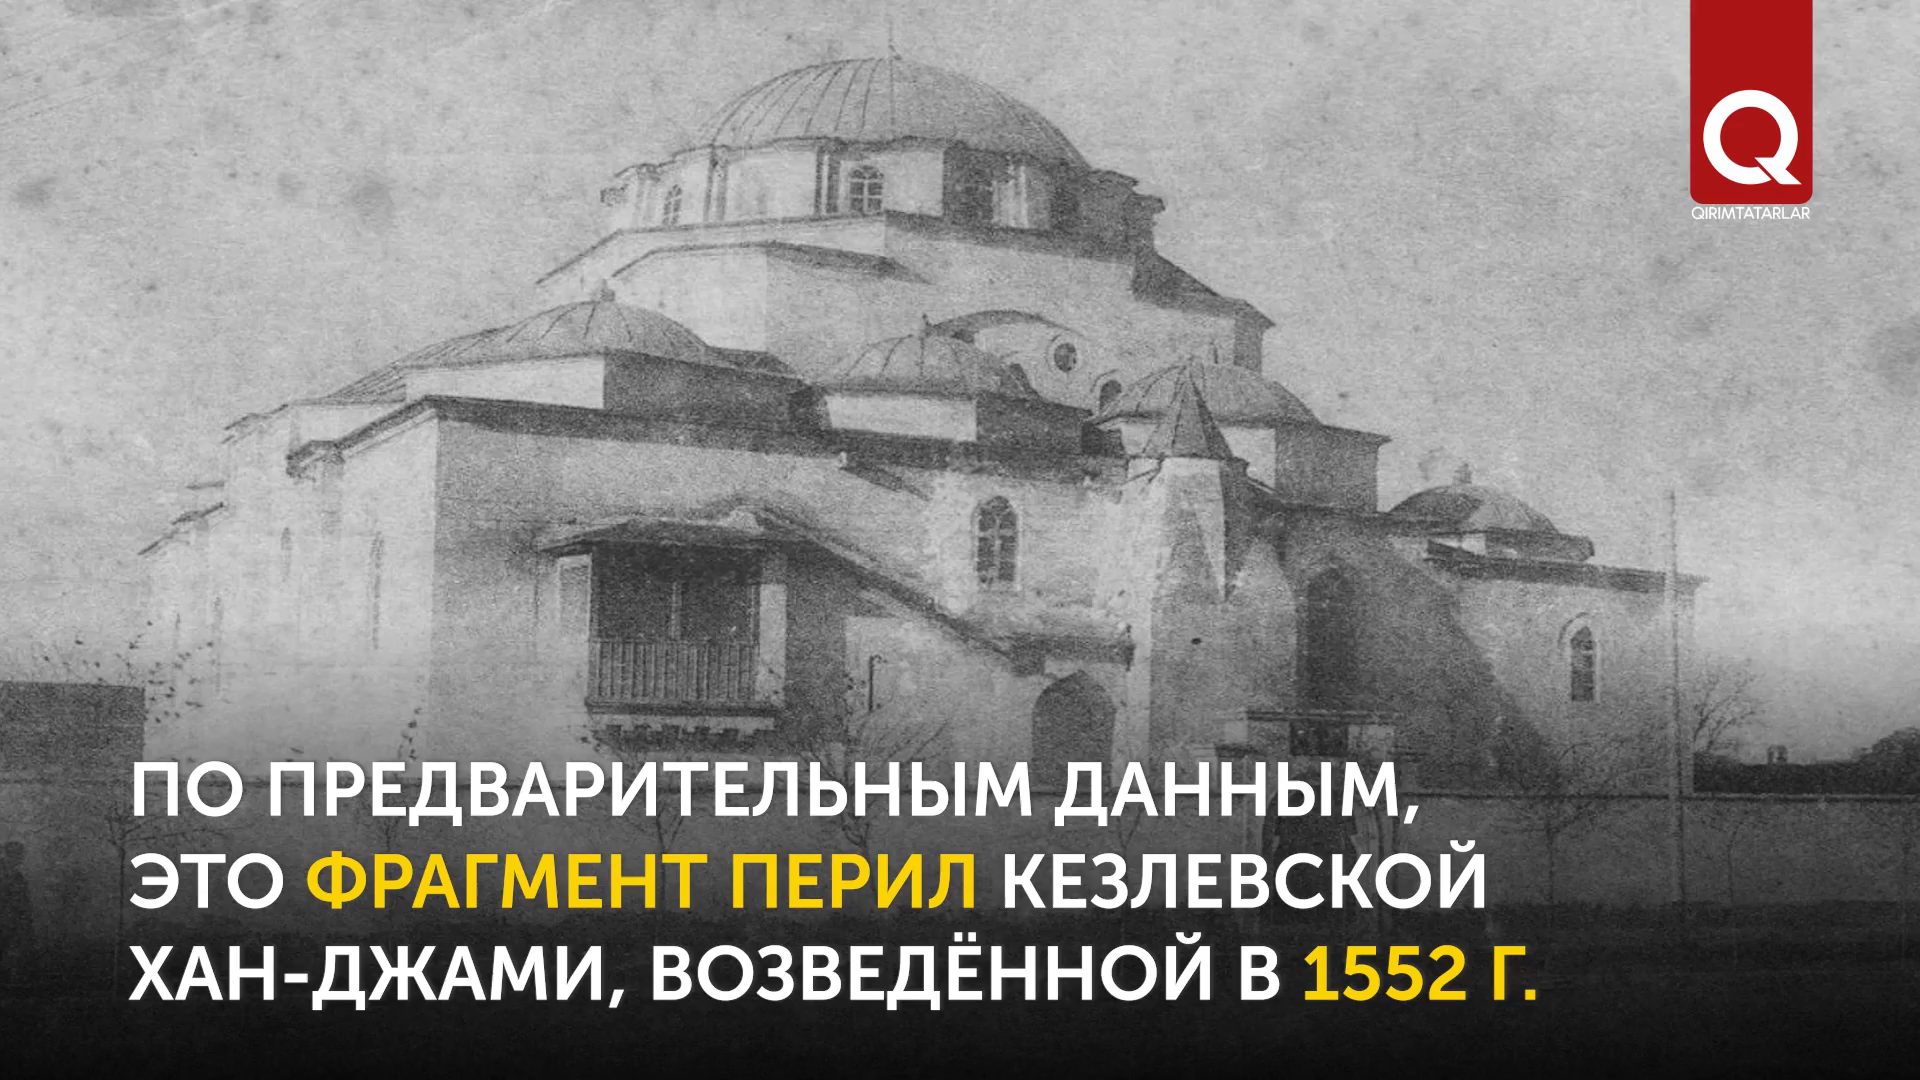 QIRIMTATARLAR
ПО ПРЕДВАРИТЕЛЬНЫМ ДАННЫМ,
ЭТО ФРАГМЕНТ ПЕРИЛ КЕЗЛЕВСКОЙ
ХАН-ДЖАМИ, ВОЗВЕДЁННОЙ В 1552 Г.